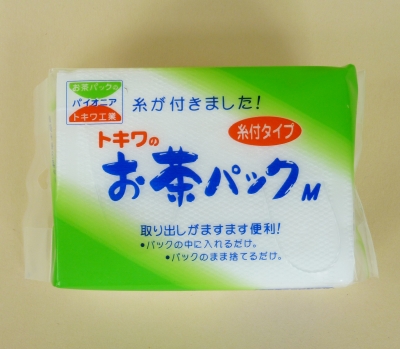 お茶パックの
パイオニア
トキワ工業
糸が付きました!
糸付タイプ
トキワの
お茶パックM
取り出しがますます便利!
•パックの中に入れるだけ。
•パックのまま捨てるだけ。